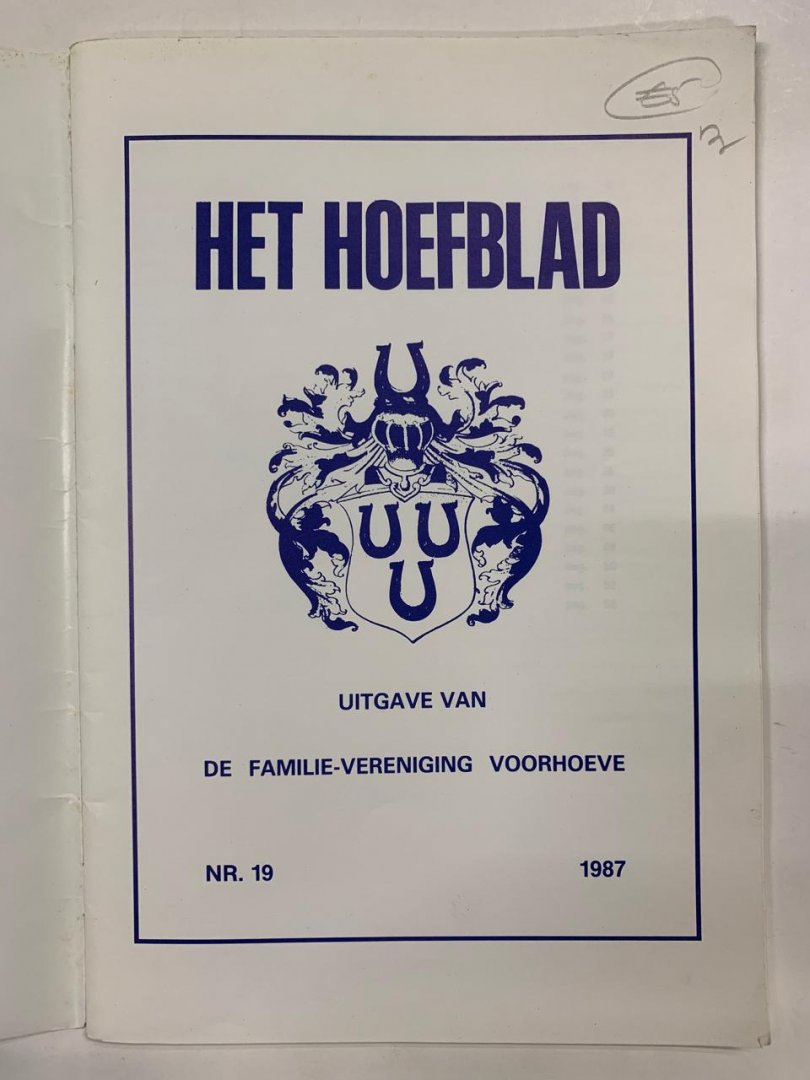 HET HOEFBLAD
UITGAVE VAN
DE FAMILIE-VERENIGING VOORHOEVE
NR. 19 1987